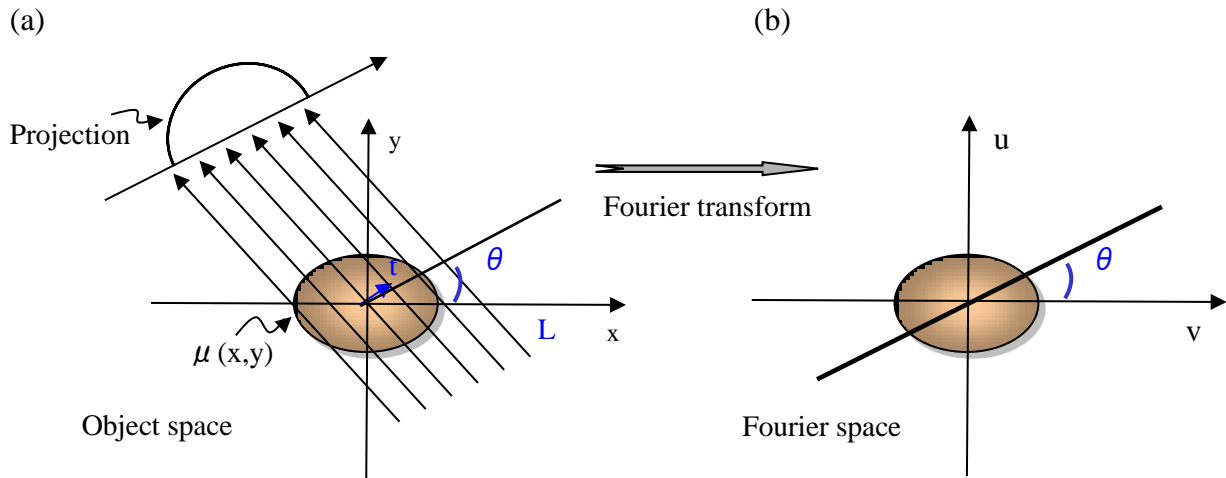 (a)
(b)
Projection
y
u
Fourier transform
θ
θ
t
L
x
v
μ (x,y)
Object space
Fourier space